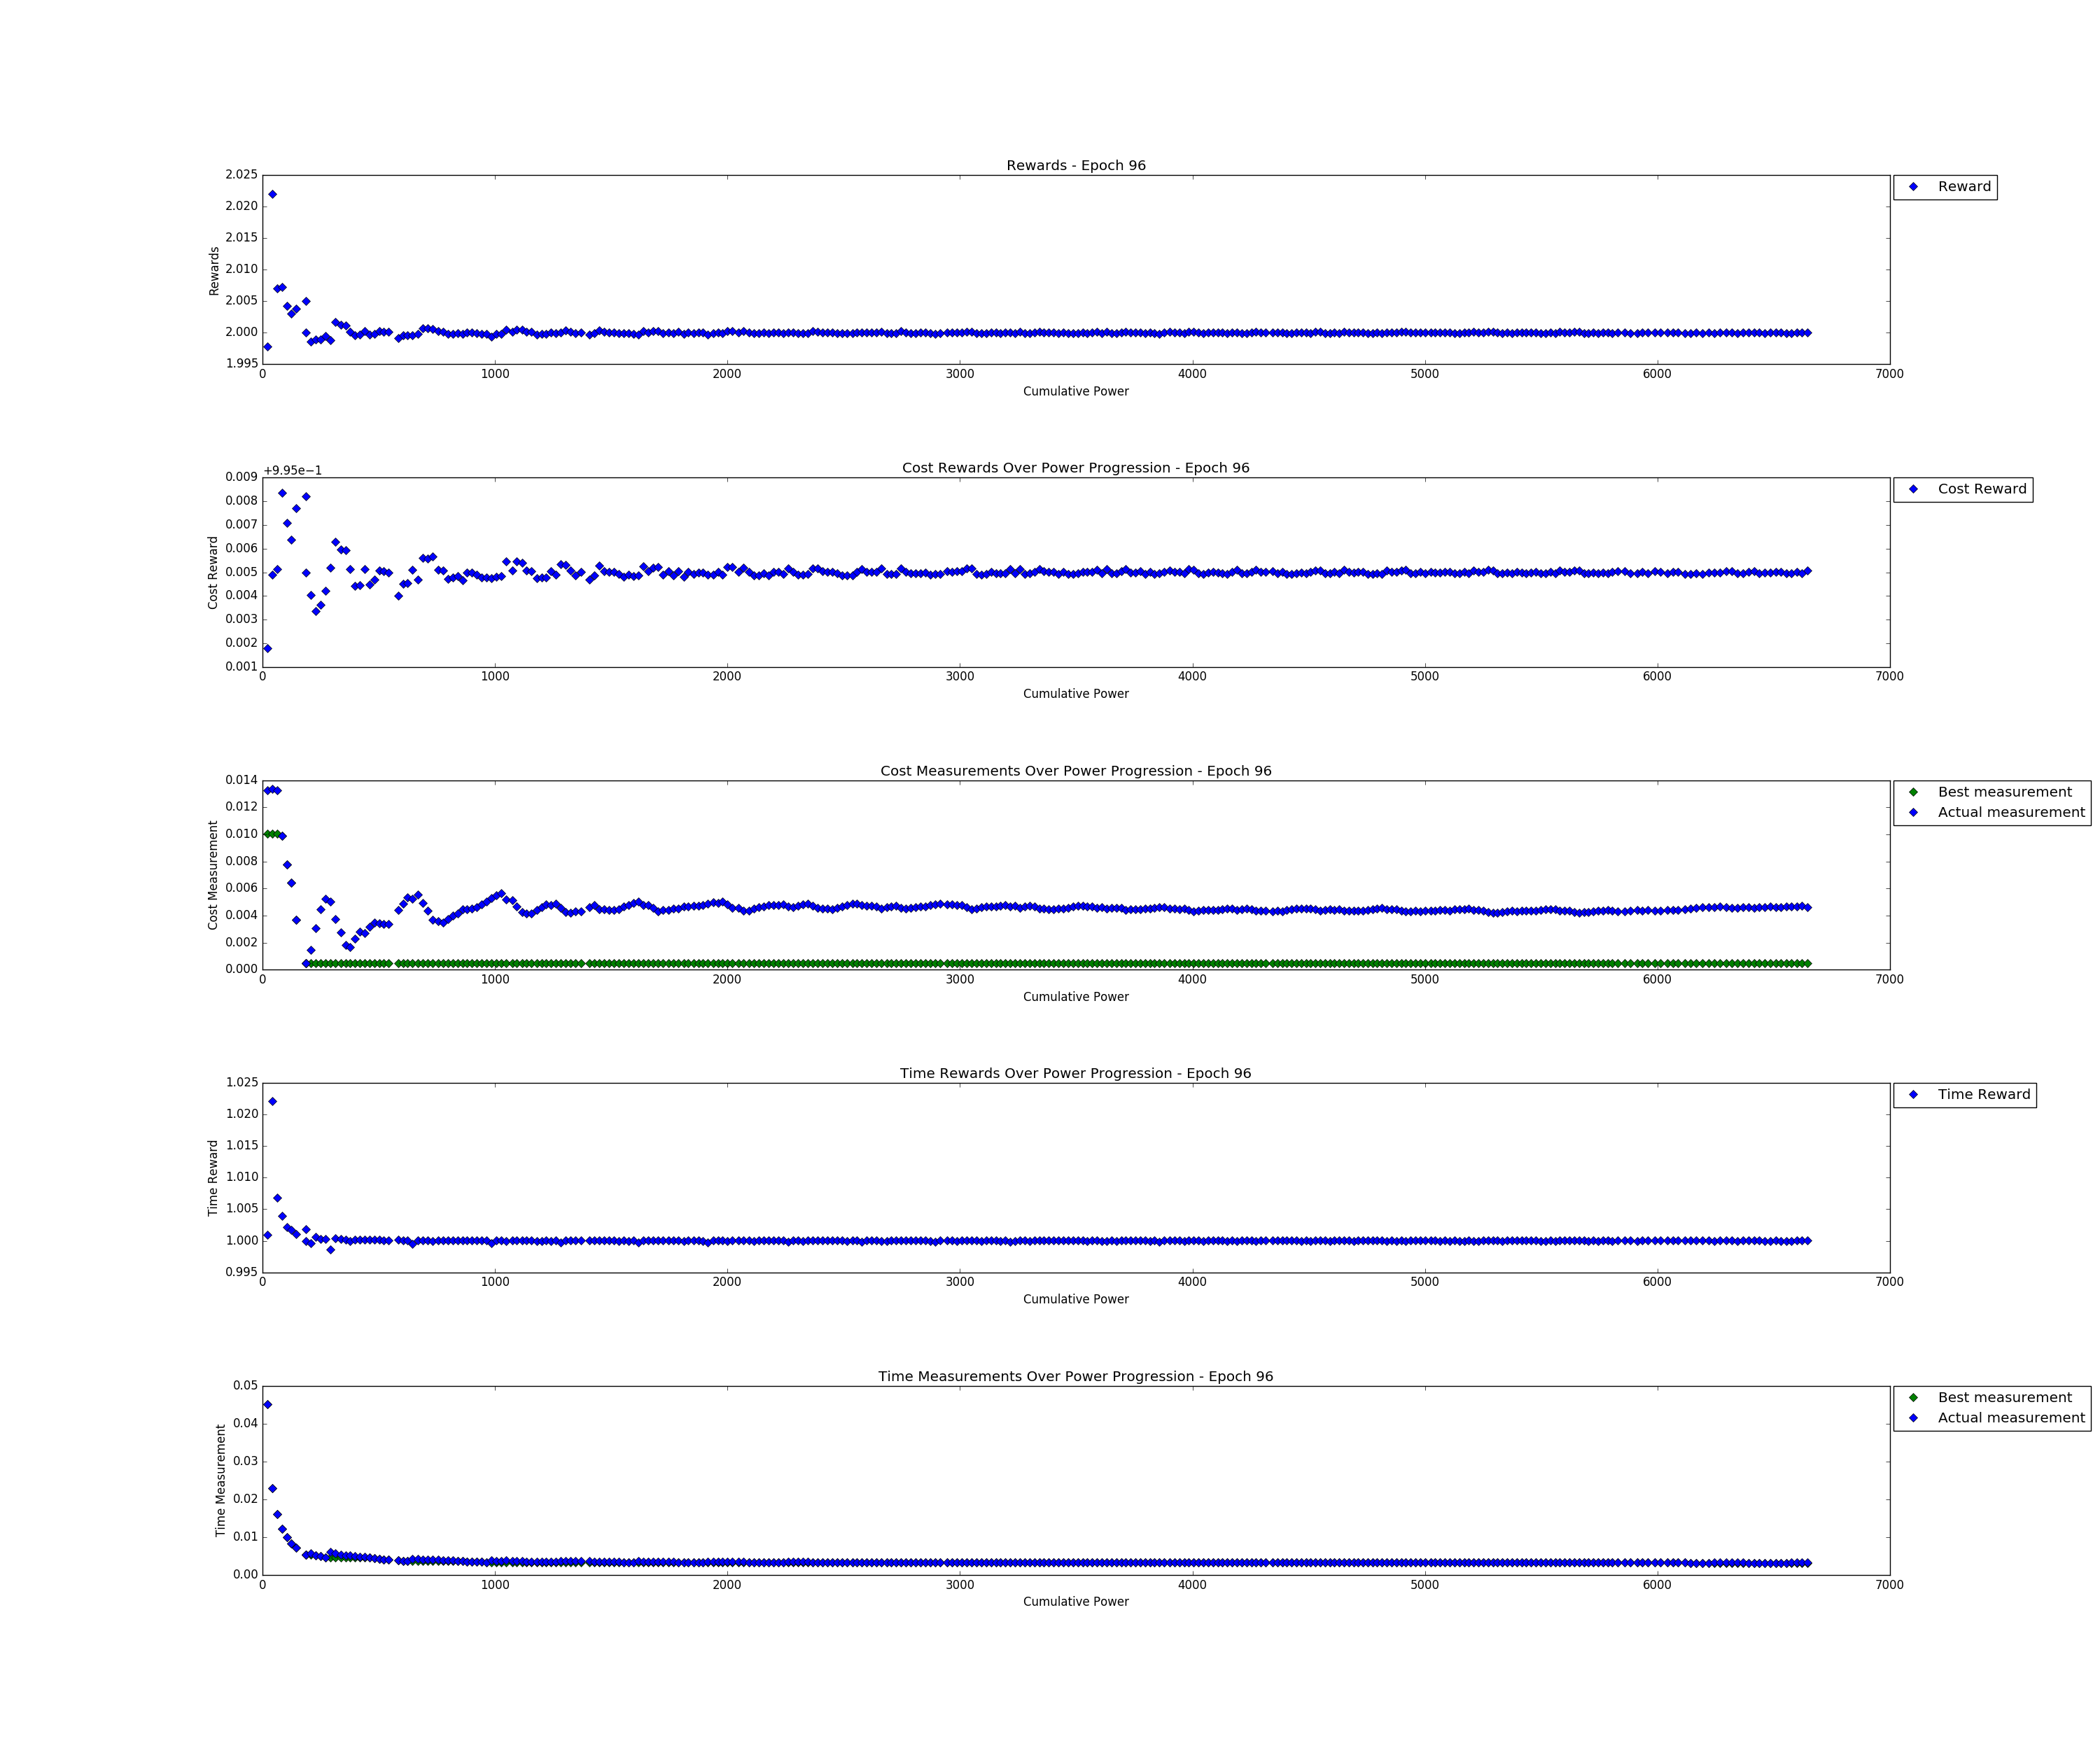 Rewards - Epoch 96
2.025
2.020
2.015
2.010
2.005
2.000
1.995
Rewards
0 1000 2000 3000 4000 5000 6000 7000
Cumulative Power
Reward
Cost Rewards Over Power Progression - Epoch 96
+9.95e−1
0.009
0.008
0.007
0.006
0.005
0.004
0.003
0.002
0.001
Cost Reward
0 1000 2000 3000 4000 5000 6000 7000
Cumulative Power
Cost Reward
Cost Measurements Over Power Progression - Epoch 96
0.014
0.012
0.010
0.008
0.006
0.004
0.002
0.000
Cost Measurement
0 1000 2000 3000 4000 5000 6000 7000
Cumulative Power
Best measurement
Actual measurement
Time Rewards Over Power Progression - Epoch 96
1.025
1.020
1.015
1.010
1.005
1.000
0.995
Time Reward
0 1000 2000 3000 4000 5000 6000 7000
Cumulative Power
Time Reward
Time Measurements Over Power Progression - Epoch 96
0.05
0.04
0.03
0.02
0.01
0.00
Time Measurement
0 1000 2000 3000 4000 5000 6000 7000
Cumulative Power
Best measurement
Actual measurement